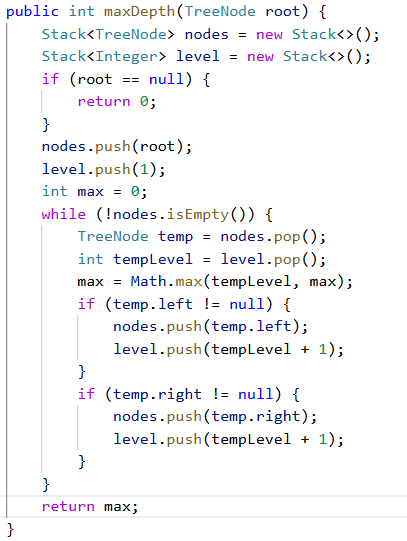 public int maxDepth(TreeNode root) {
    Stack<TreeNode> nodes = new Stack<>();
    Stack<Integer> level = new Stack<>();
    if (root == null) {
        return 0;
    }
    nodes.push(root);
    level.push(1);
    int max = 0;
    while (!nodes.isEmpty()) {
        TreeNode temp = nodes.pop();
        int tempLevel = level.pop();
        max = Math.max(tempLevel, max);
        if (temp.left != null) {
            nodes.push(temp.left);
            level.push(tempLevel + 1);
        }
        if (temp.right != null) {
            nodes.push(temp.right);
            level.push(tempLevel + 1);
        }
    }
    return max;
}